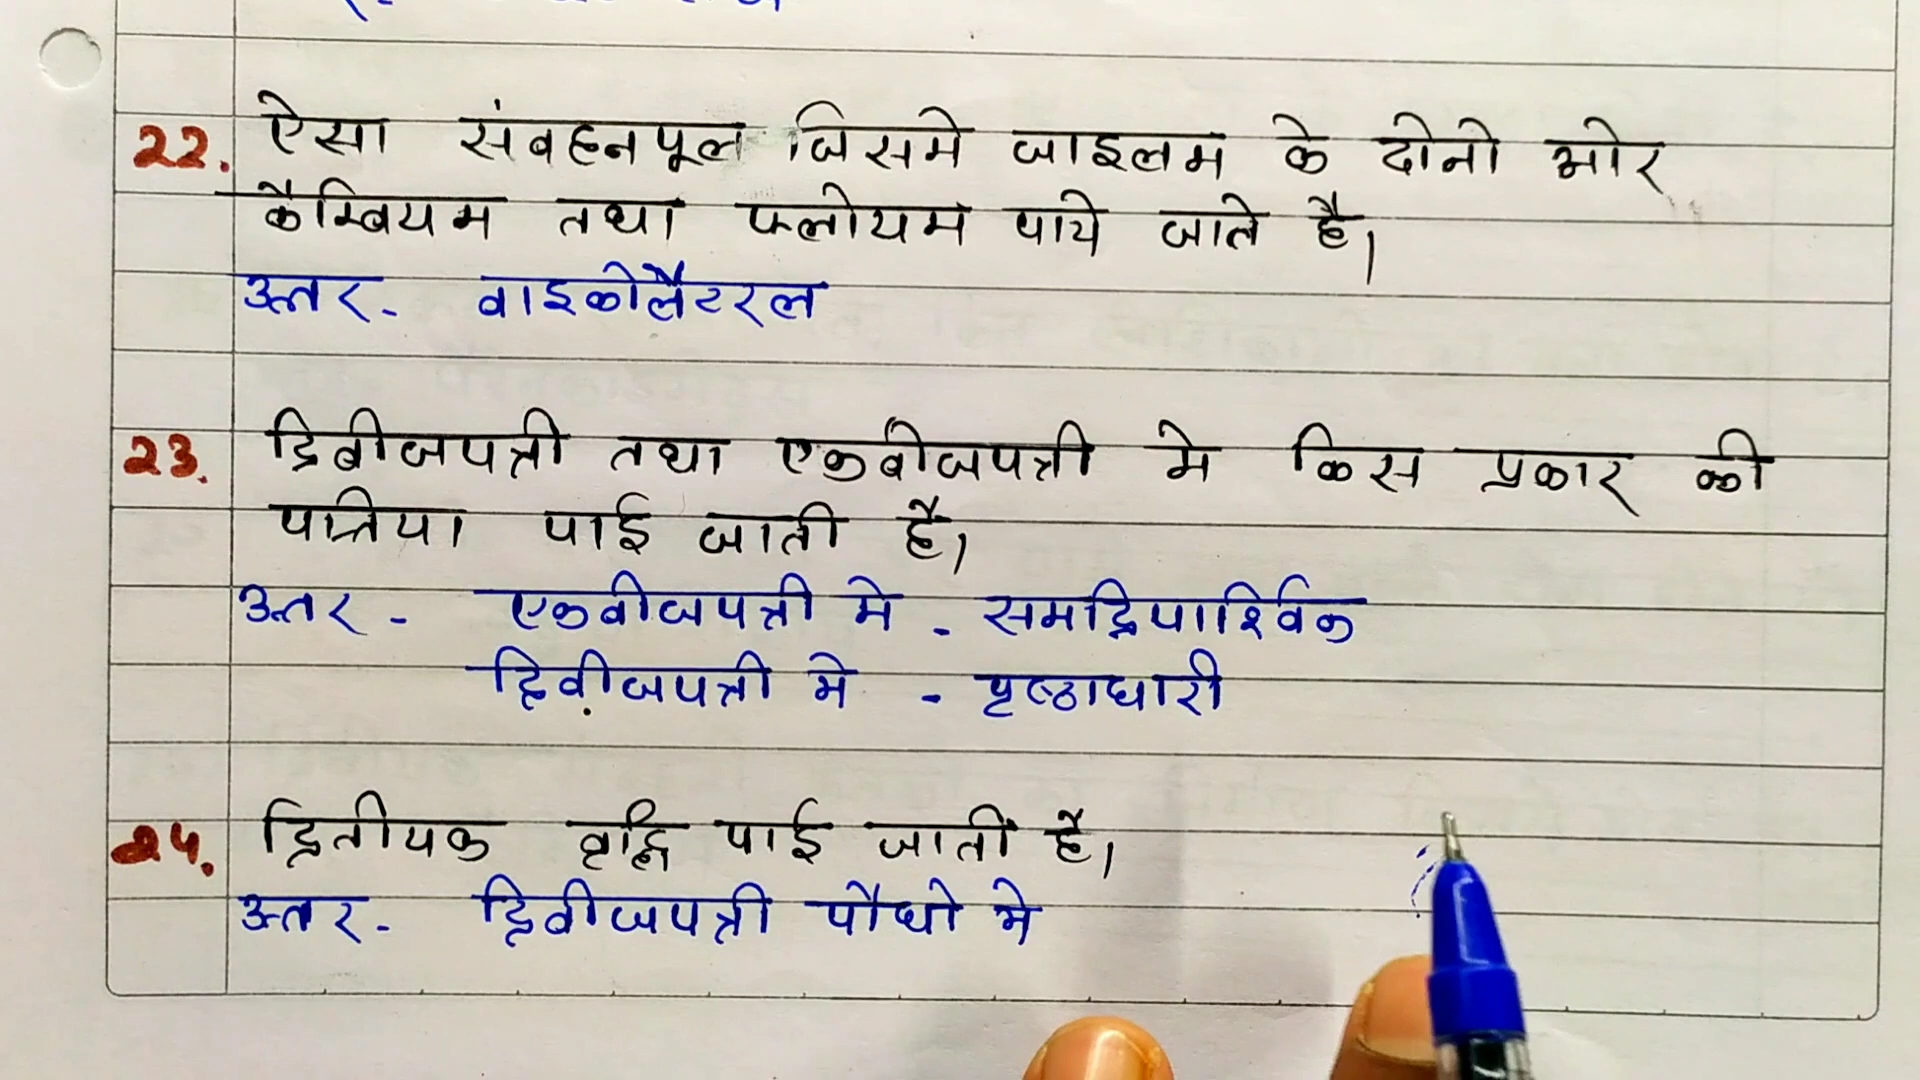 22. ऐसा संवहनपूल जिसमे जाइलम के दोनो ओर
कैम्बियम तथा फ्लोयम पाये जाते है।
उत्तर - वाइकोलैटरल
23. द्विबीजपत्री तथा एकबीजपत्री मे किस प्रकार की
पत्तिया पाई जाती है।
उत्तर - एकबीजपत्री मे - समद्विपार्श्विक
द्विबीजपत्री मे - पृष्ठाधारी
24. द्वितीयक वृद्धि पाई जाती है।
उत्तर - द्विबीजपत्री पौधो मे